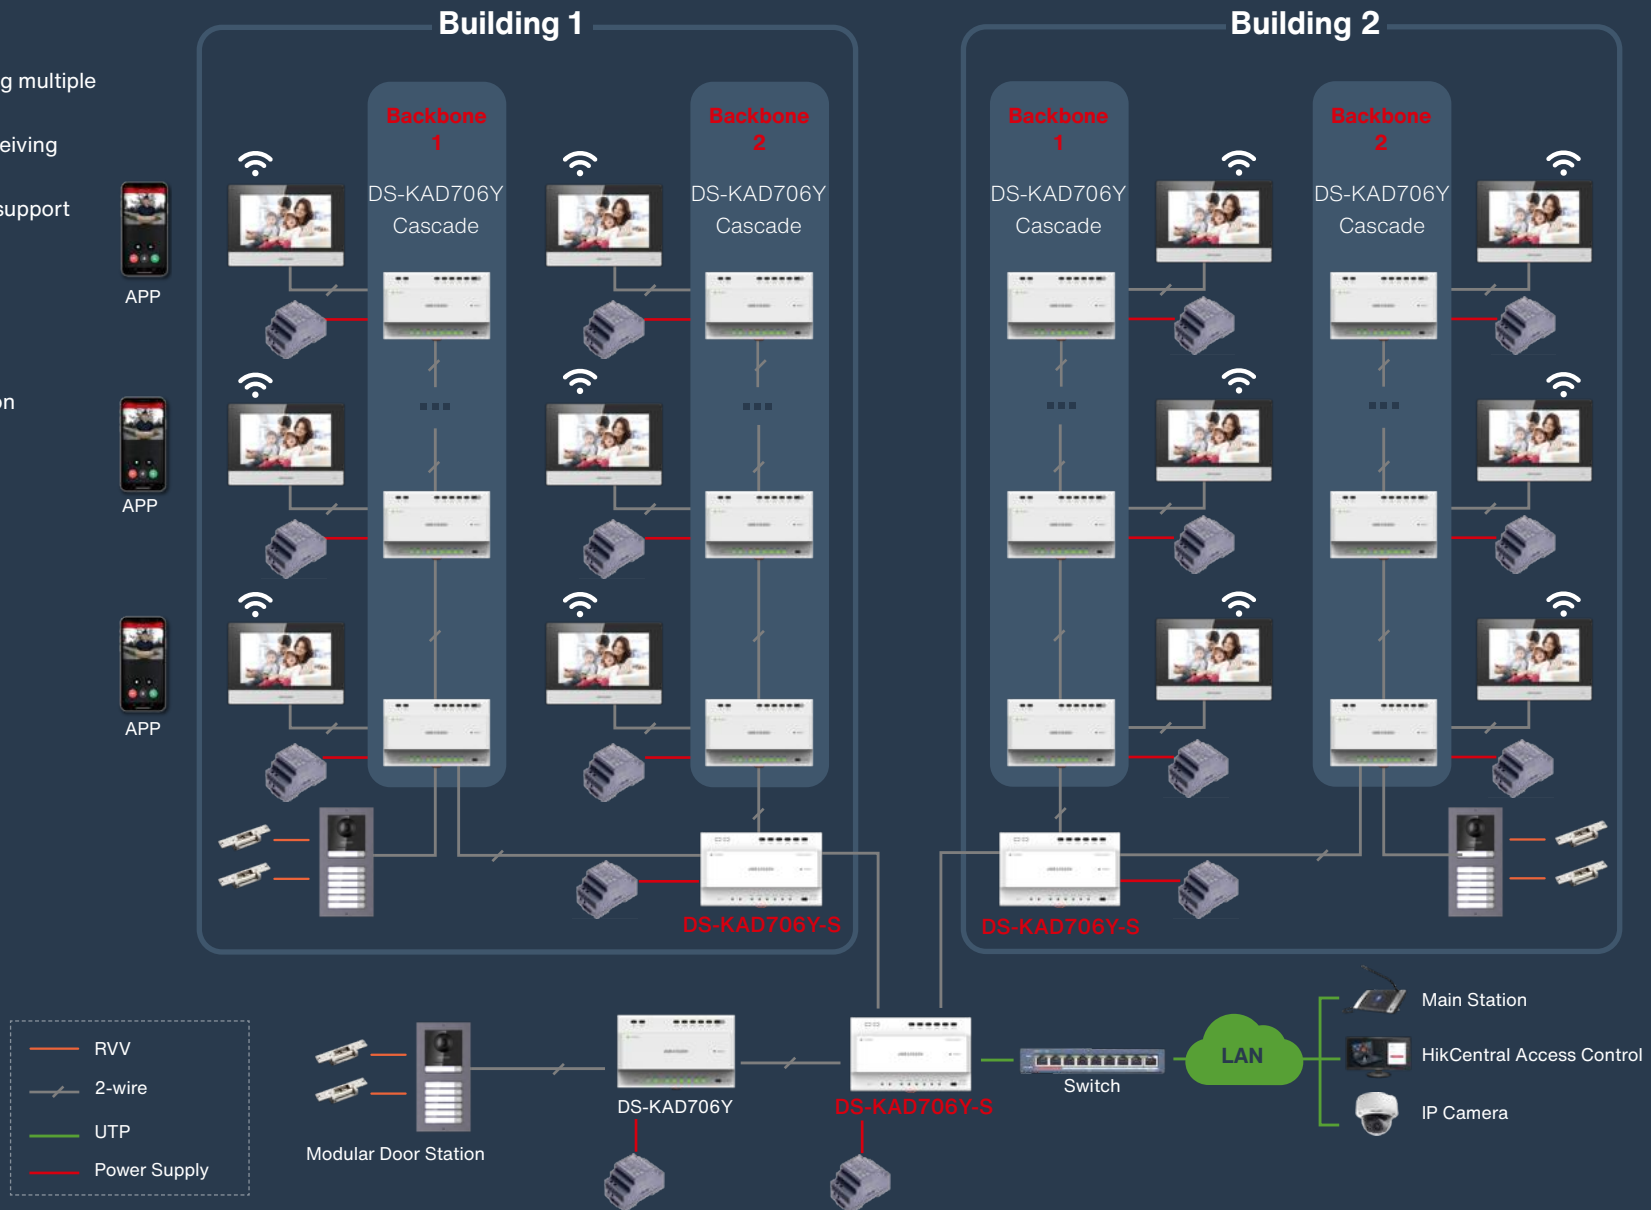 Building 1
Building 2
g multiple
eiving
support
on
Backbone
1
Backbone
2
Backbone
1
Backbone
2
DS-KAD706Y
Cascade
DS-KAD706Y
Cascade
DS-KAD706Y
Cascade
DS-KAD706Y
Cascade
APP
APP
APP
DS-KAD706Y-S
DS-KAD706Y-S
RVV
2-wire
UTP
Power Supply
Modular Door Station
DS-KAD706Y
DS-KAD706Y-S
Switch
LAN
Main Station
HikCentral Access Control
IP Camera